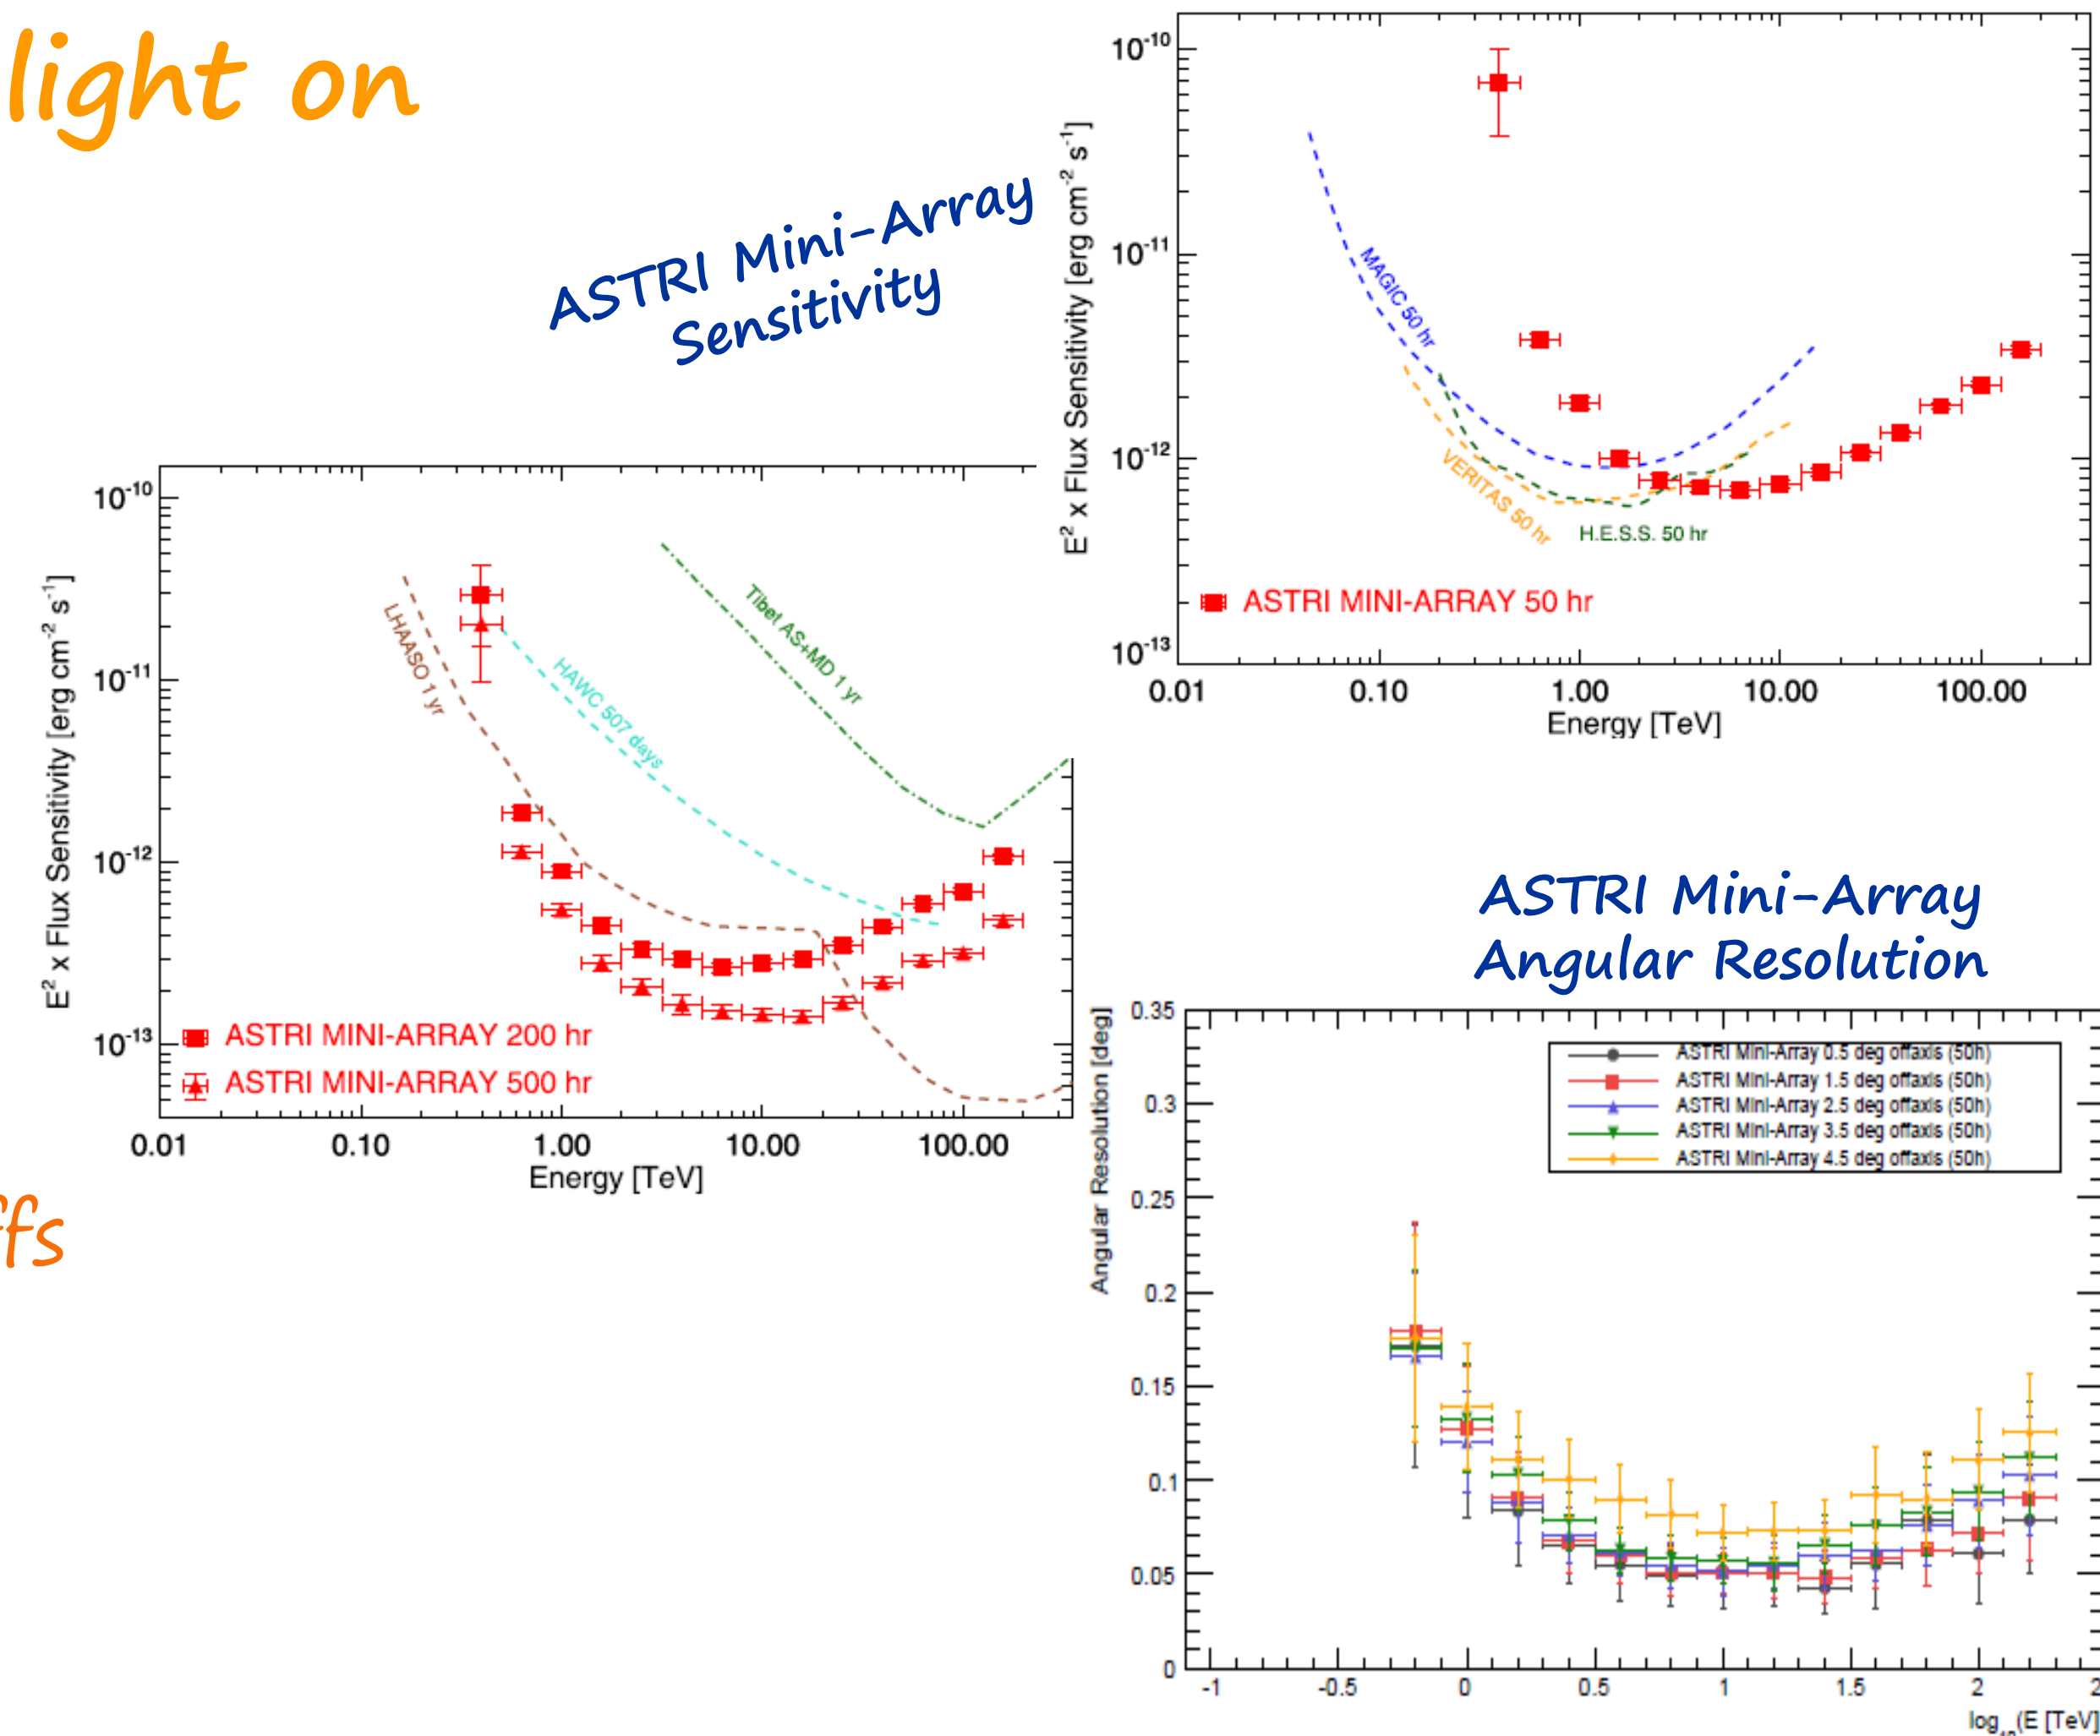 light on
ASTRI Mini-Array
Sensitivity
10-10
10-11
10-12
10-13
E2 x Flux Sensitivity [erg cm-2 s-1]
MAGIC 50 hr
VERITAS 50 hr
H.E.S.S. 50 hr
ASTRI MINI-ARRAY 50 hr
0.01 0.10 1.00 10.00 100.00
Energy [TeV]
10-10
10-11
10-12
10-13
E2 x Flux Sensitivity [erg cm-2 s-1]
LHAASO 1 yr
HAWC 507 days
Tibet AS+MD 1 yr
ASTRI MINI-ARRAY 200 hr
ASTRI MINI-ARRAY 500 hr
0.01 0.10 1.00 10.00 100.00
Energy [TeV]
ffs
ASTRI Mini-Array
Angular Resolution
Angular Resolution [deg]
0.35
0.3
0.25
0.2
0.15
0.1
0.05
0
ASTRI Mini-Array 0.5 deg offaxis (50h)
ASTRI Mini-Array 1.5 deg offaxis (50h)
ASTRI Mini-Array 2.5 deg offaxis (50h)
ASTRI Mini-Array 3.5 deg offaxis (50h)
ASTRI Mini-Array 4.5 deg offaxis (50h)
-1 -0.5 0 0.5 1 1.5 2 2
log10(E [TeV]